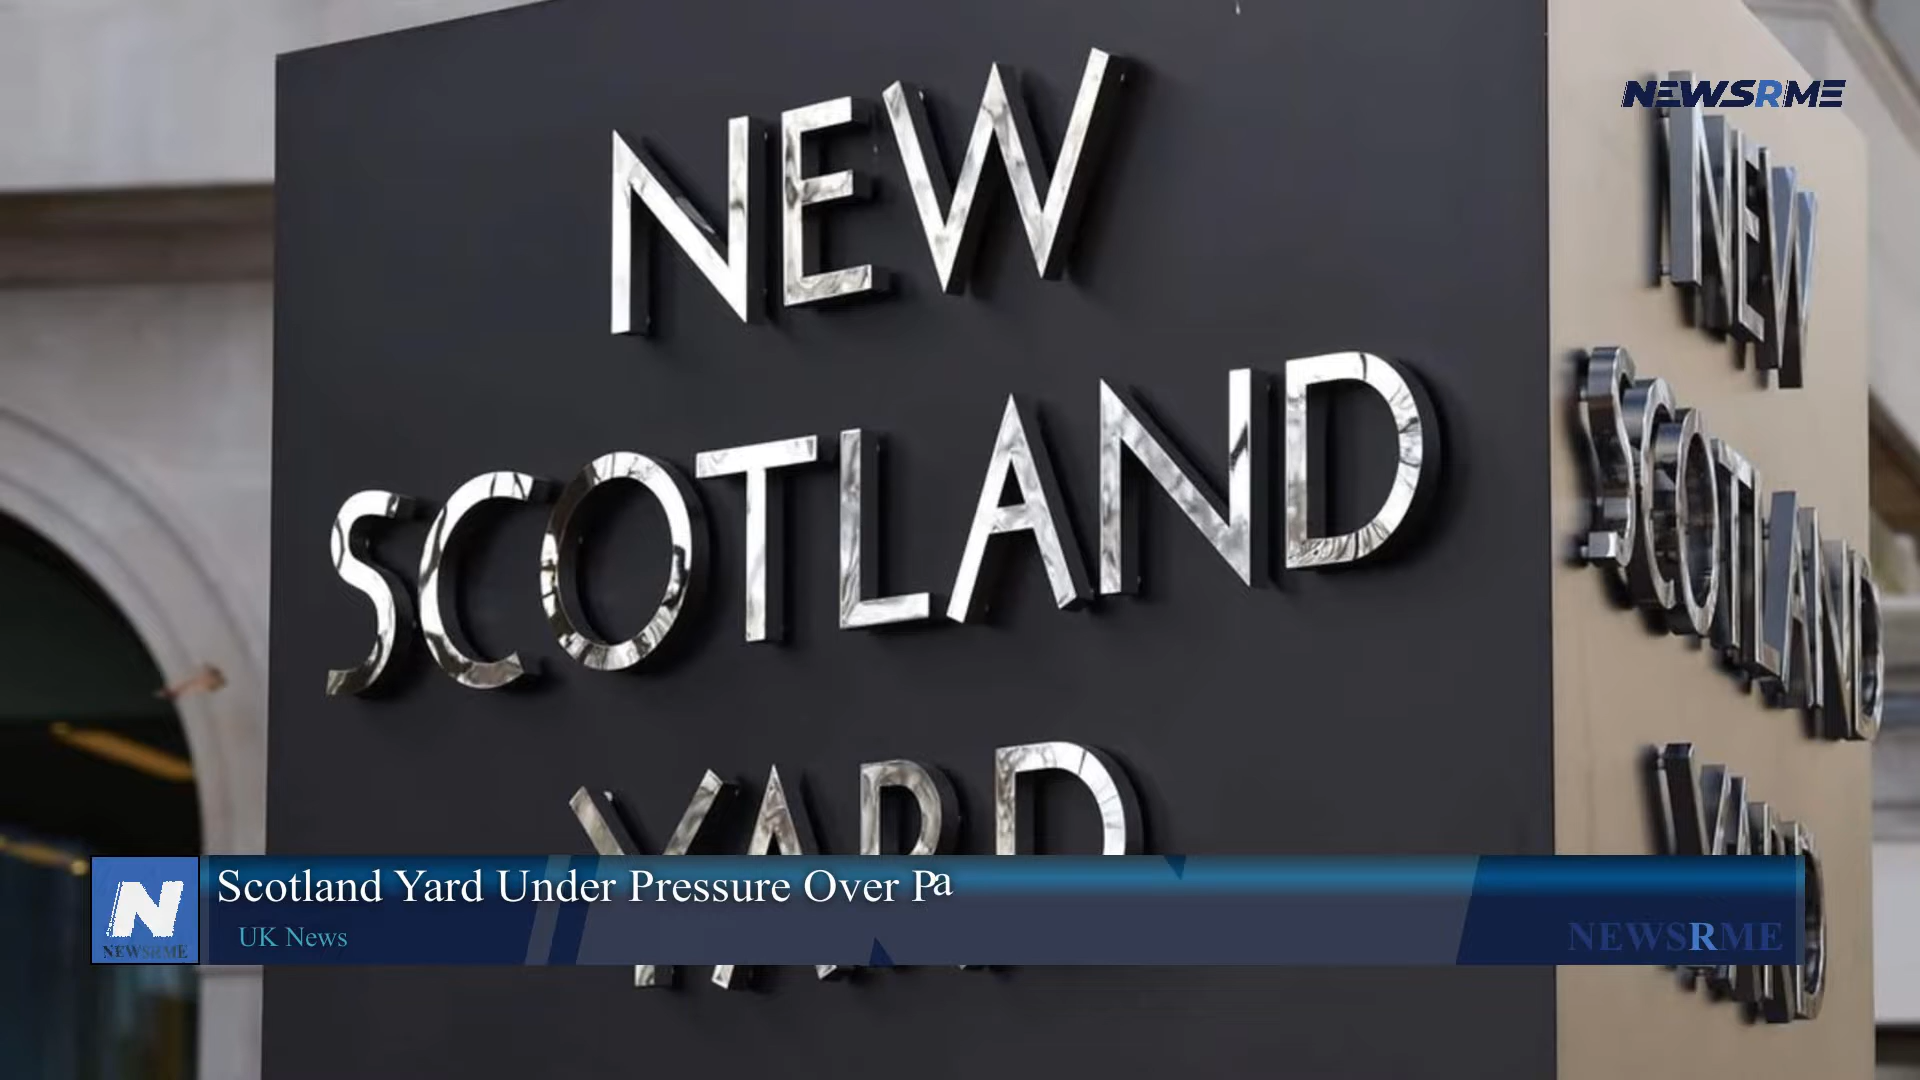 NEW
SCOTLAND
YARD
NEWSRME
NEW
SCOTLAND
YARD
Scotland Yard Under Pressure Over Pa
UK News
NEWSRME
NEWSRME